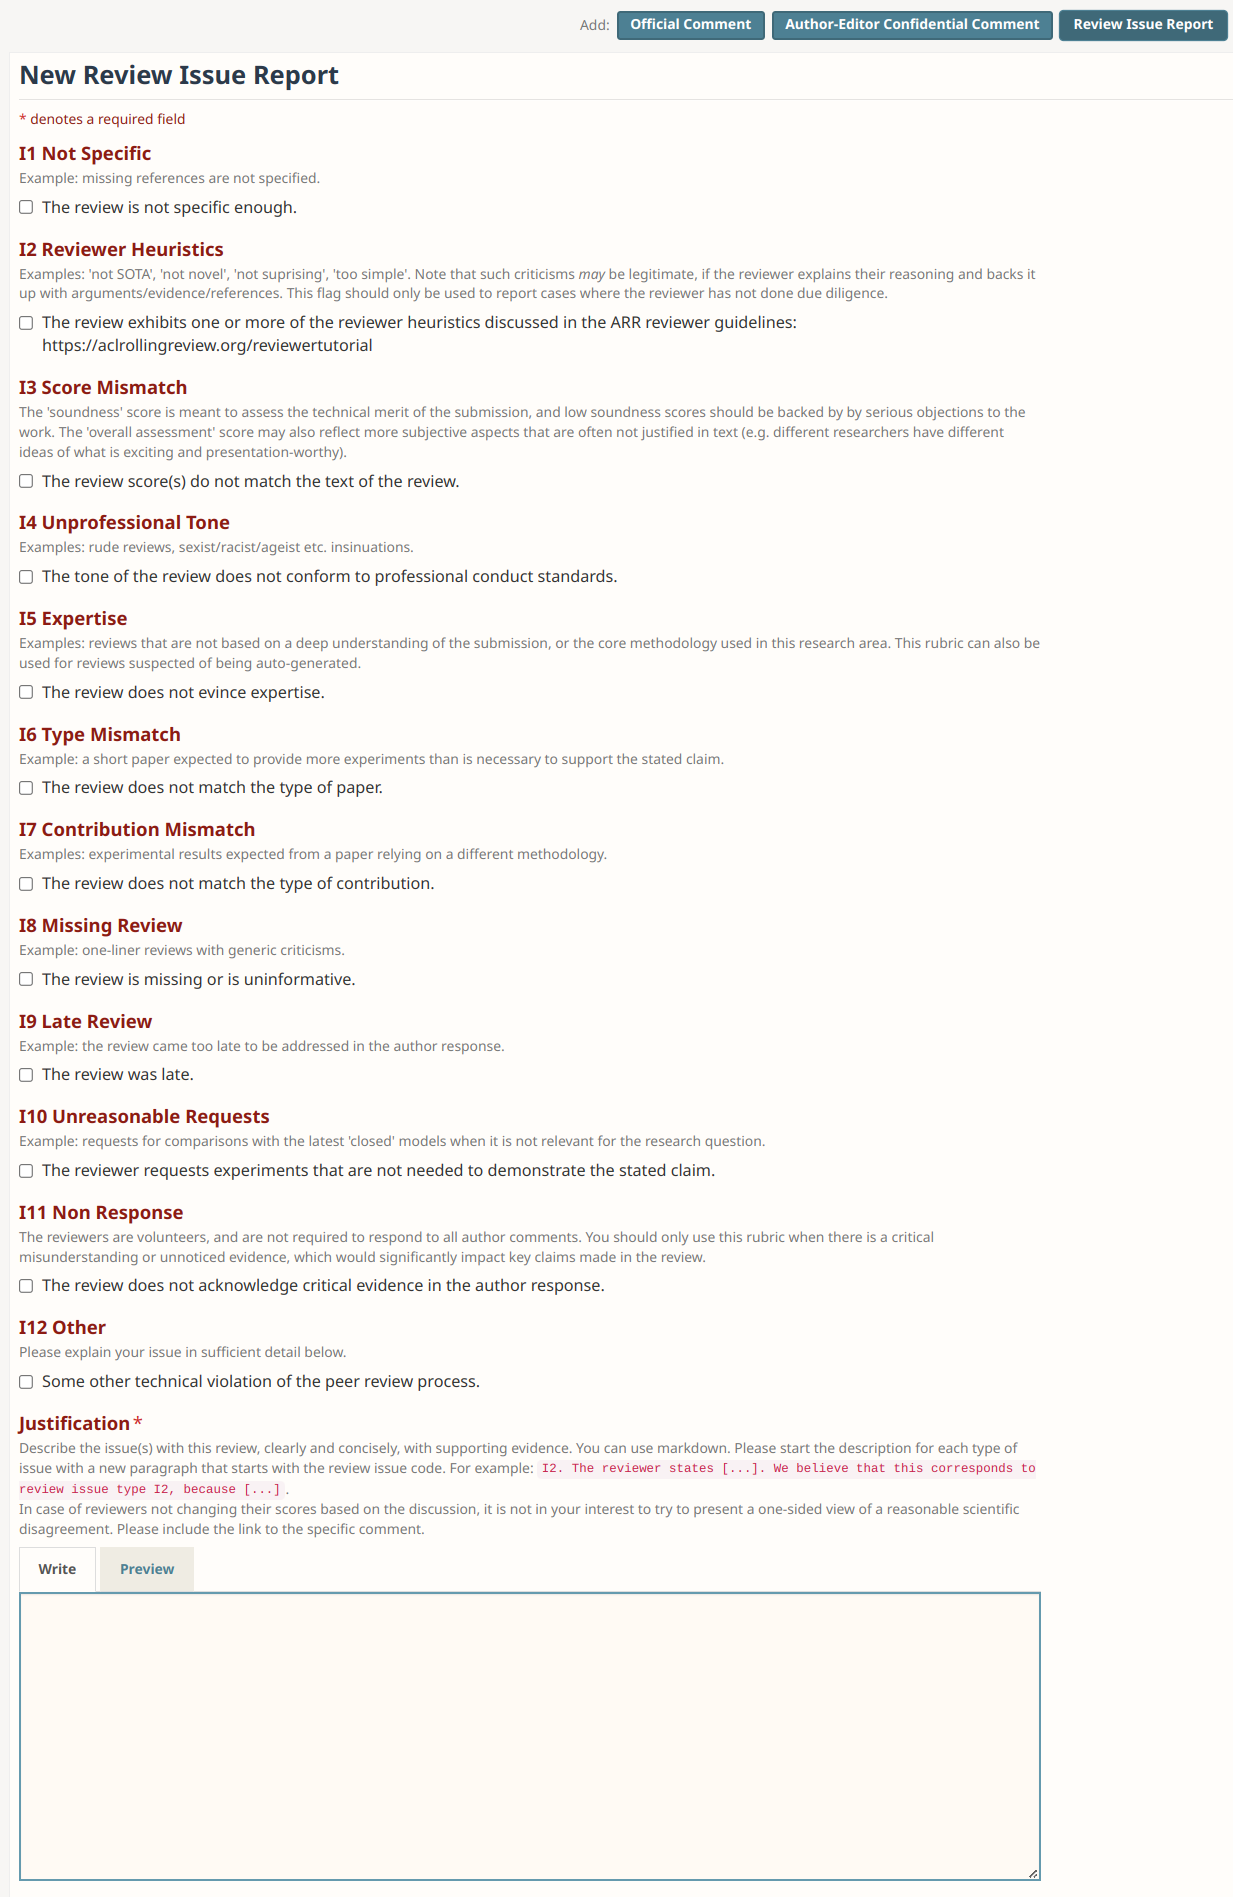 Add: Official Comment Author-Editor Confidential Comment Review Issue Report
New Review Issue Report
* denotes a required field
I1 Not Specific
Example: missing references are not specified.
The review is not specific enough.
I2 Reviewer Heuristics
Examples: 'not SOTA', 'not novel', 'not suprising', 'too simple'. Note that such criticisms may be legitimate, if the reviewer explains their reasoning and backs it
up with arguments/evidence/references. This flag should only be used to report cases where the reviewer has not done due diligence.
The review exhibits one or more of the reviewer heuristics discussed in the ARR reviewer guidelines:
https://aclrollingreview.org/reviewertutorial
I3 Score Mismatch
The 'soundness' score is meant to assess the technical merit of the submission, and low soundness scores should be backed by by serious objections to the
work. The 'overall assessment' score may also reflect more subjective aspects that are often not justified in text (e.g. different researchers have different
ideas of what is exciting and presentation-worthy).
The review score(s) do not match the text of the review.
I4 Unprofessional Tone
Examples: rude reviews, sexist/racist/ageist etc. insinuations.
The tone of the review does not conform to professional conduct standards.
I5 Expertise
Examples: reviews that are not based on a deep understanding of the submission, or the core methodology used in this research area. This rubric can also be
used for reviews suspected of being auto-generated.
The review does not evince expertise.
I6 Type Mismatch
Example: a short paper expected to provide more experiments than is necessary to support the stated claim.
The review does not match the type of paper.
I7 Contribution Mismatch
Examples: experimental results expected from a paper relying on a different methodology.
The review does not match the type of contribution.
I8 Missing Review
Example: one-liner reviews with generic criticisms.
The review is missing or is uninformative.
I9 Late Review
Example: the review came too late to be addressed in the author response.
The review was late.
I10 Unreasonable Requests
Example: requests for comparisons with the latest 'closed' models when it is not relevant for the research question.
The reviewer requests experiments that are not needed to demonstrate the stated claim.
I11 Non Response
The reviewers are volunteers, and are not required to respond to all author comments. You should only use this rubric when there is a critical
misunderstanding or unnoticed evidence, which would significantly impact key claims made in the review.
The review does not acknowledge critical evidence in the author response.
I12 Other
Please explain your issue in sufficient detail below.
Some other technical violation of the peer review process.
Justification *
Describe the issue(s) with this review, clearly and concisely, with supporting evidence. You can use markdown. Please start the description for each type of
issue with a new paragraph that starts with the review issue code. For example: I2. The reviewer states [...]. We believe that this corresponds to
review issue type I2, because [...] .
In case of reviewers not changing their scores based on the discussion, it is not in your interest to try to present a one-sided view of a reasonable scientific
disagreement. Please include the link to the specific comment.
Write Preview